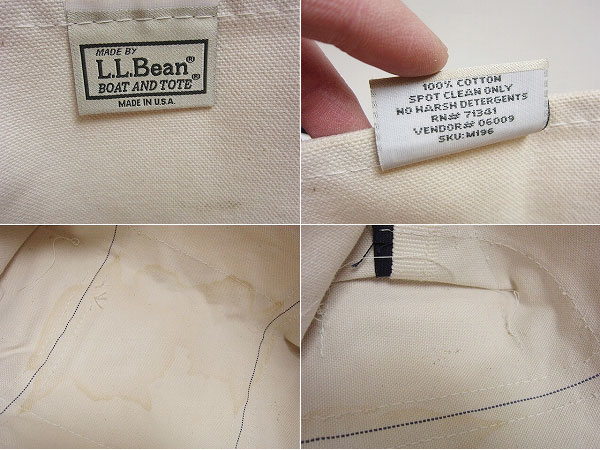 MADE BY
L.L.Bean®
BOAT AND TOTE®
MADE IN U.S.A.
100% COTTON
SPOT CLEAN ONLY
NO HARSH DETERGENTS
RN# 71341
VENDOR# 06009
SKU:M196